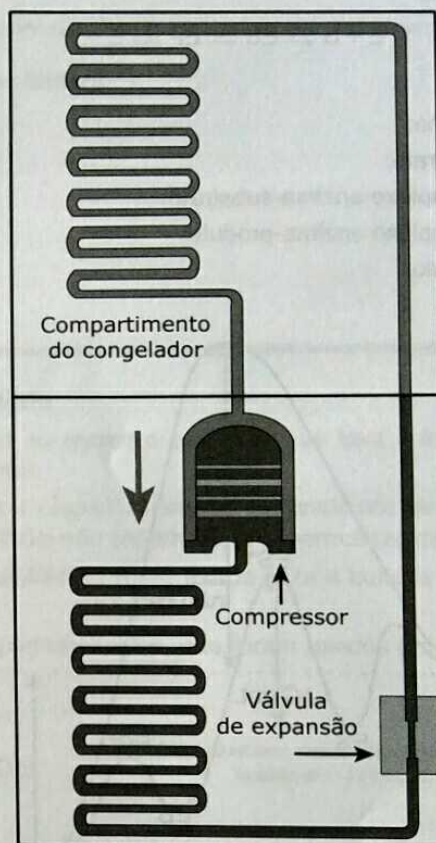 Compartimento
do congelador
Compressor
Válvula
de expansão